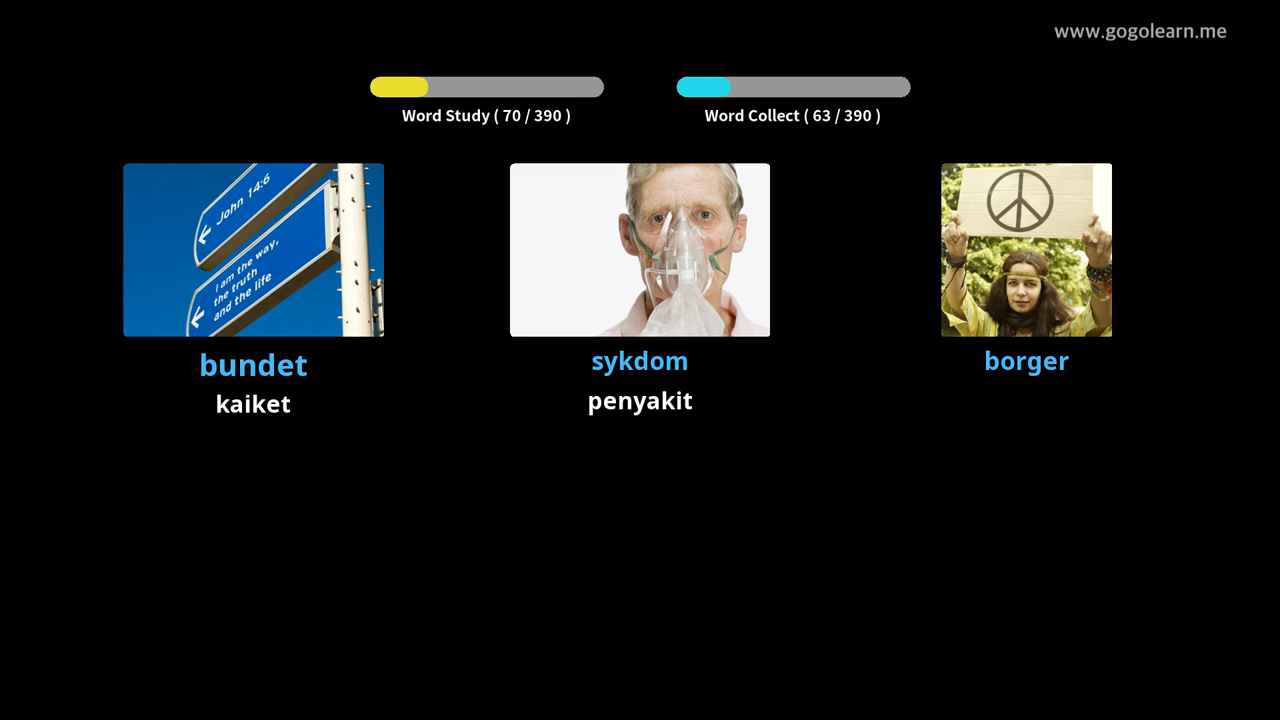 www.gogolearn.me
Word Study ( 70 / 390 )
Word Collect ( 63 / 390 )
John 14:6
I am the way,
the truth
and the life
bundet
kaiket
sykdom
penyakit
borger